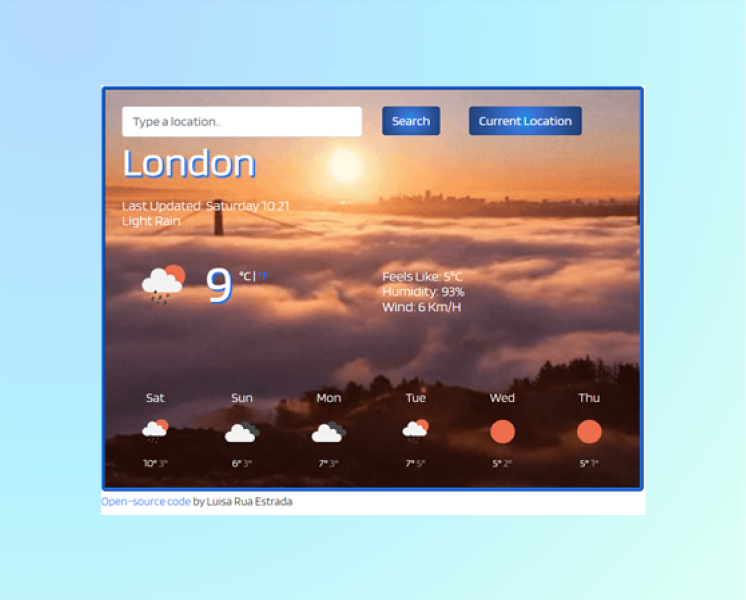 Type a location..
Search
Current Location
London
Last Updated: Saturday 10:21
Light Rain
9 °C | °F
Feels Like: 5°C
Humidity: 93%
Wind: 6 Km/H
Sat Sun Mon Tue Wed Thu
10° 3° 6° 3° 7° 3° 7° 5° 5° 2° 5° 1°
Open-source code by Luisa Rua Estrada